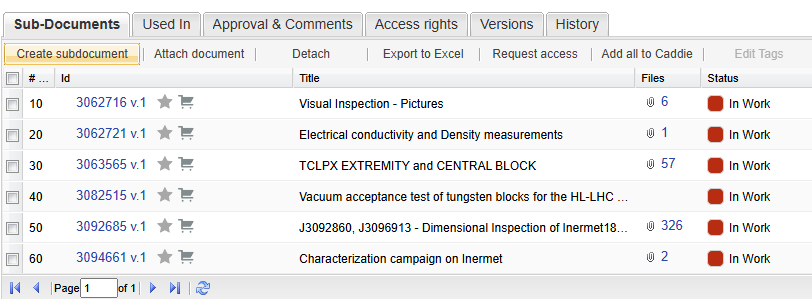 Sub-Documents Used In Approval & Comments Access rights Versions History
Create subdocument Attach document Detach Export to Excel Request access Add all to Caddie Edit Tags
# ... Id Title Files Status
10 3062716 v.1 Visual Inspection - Pictures 6 In Work
20 3062721 v.1 Electrical conductivity and Density measurements 1 In Work
30 3063565 v.1 TCLPX EXTREMITY and CENTRAL BLOCK 57 In Work
40 3082515 v.1 Vacuum acceptance test of tungsten blocks for the HL-LHC ... In Work
50 3092685 v.1 J3092860, J3096913 - Dimensional Inspection of Inermet18... 326 In Work
60 3094661 v.1 Characterization campaign on Inermet 2 In Work
Page 1 of 1